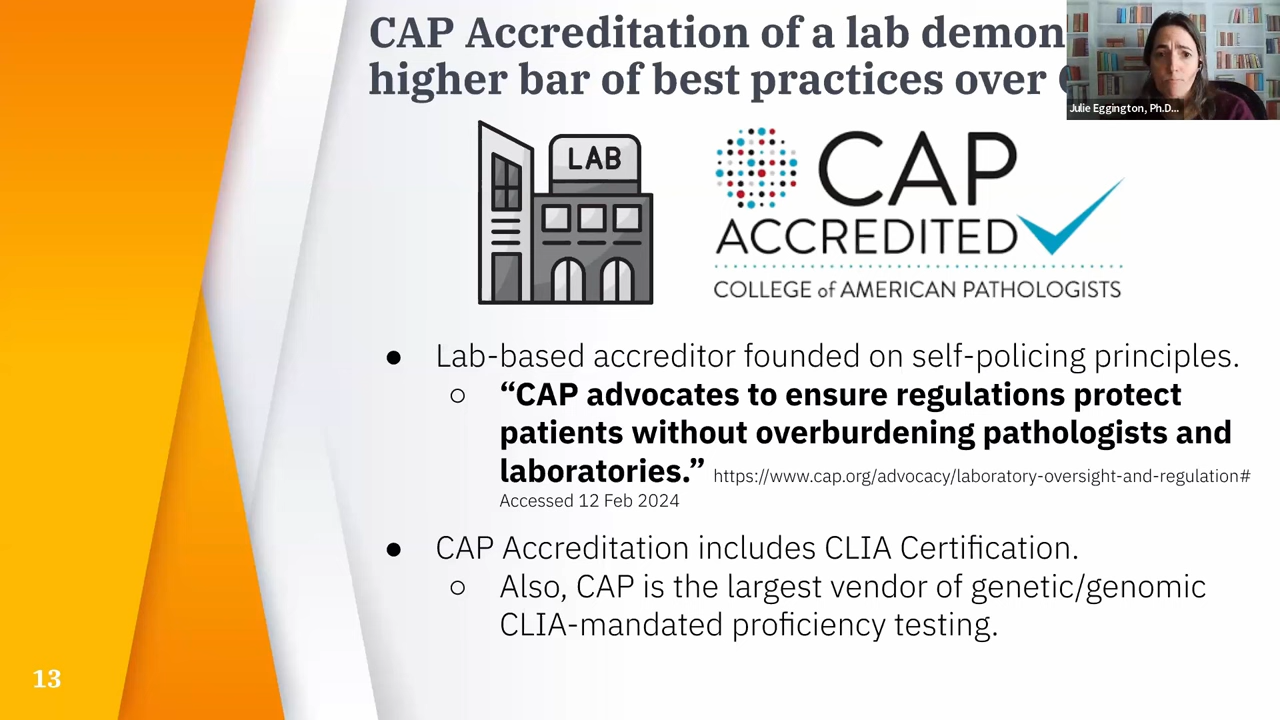 CAP Accreditation of a lab demon
higher bar of best practices over
Julie Eggington, Ph.D...
LAB
CAP
ACCREDITED
COLLEGE of AMERICAN PATHOLOGISTS
● Lab-based accreditor founded on self-policing principles.
○ “CAP advocates to ensure regulations protect
patients without overburdening pathologists and
laboratories.” https://www.cap.org/advocacy/laboratory-oversight-and-regulation#
Accessed 12 Feb 2024
● CAP Accreditation includes CLIA Certification.
○ Also, CAP is the largest vendor of genetic/genomic
CLIA-mandated proficiency testing.
13